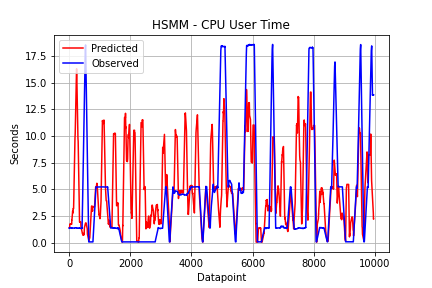 HSMM - CPU User Time
Predicted
Observed
17.5
15.0
12.5
10.0
7.5
5.0
2.5
0.0
Seconds
0 2000 4000 6000 8000 10000
Datapoint